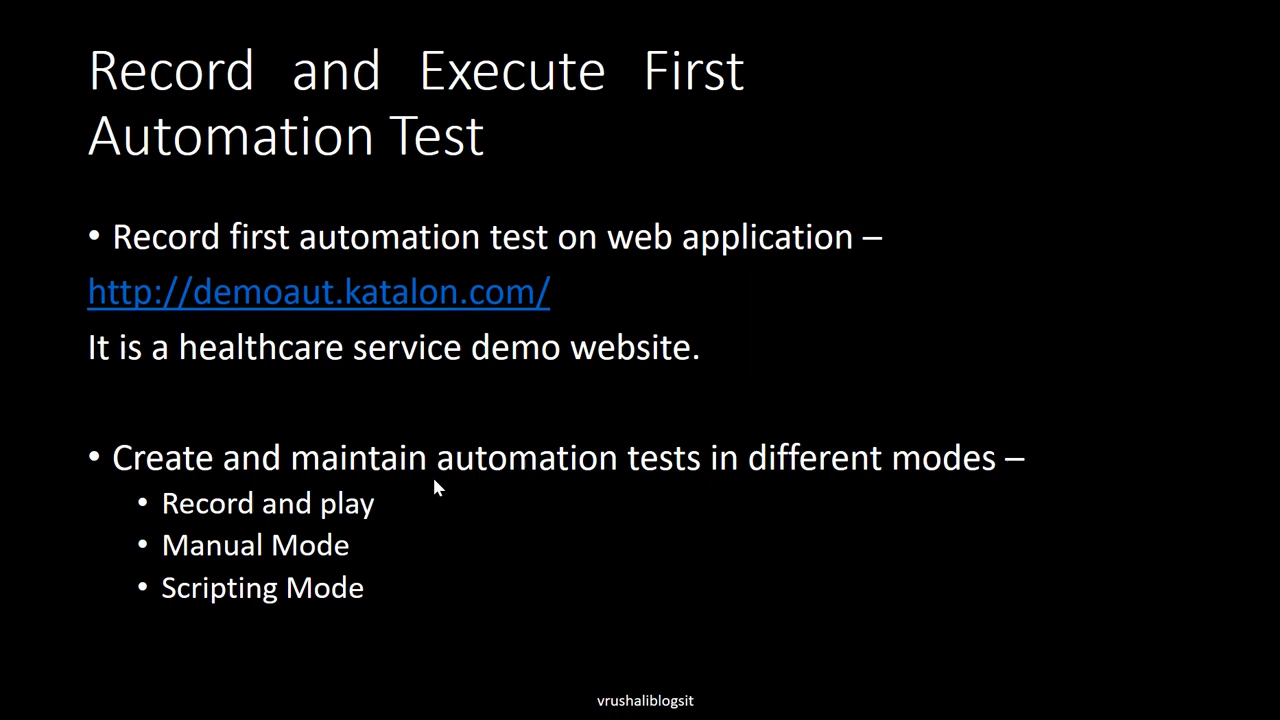 Record and Execute First
Automation Test
• Record first automation test on web application –
http://demoaut.katalon.com/
It is a healthcare service demo website.
• Create and maintain automation tests in different modes –
• Record and play
• Manual Mode
• Scripting Mode
vrushaliblogsit